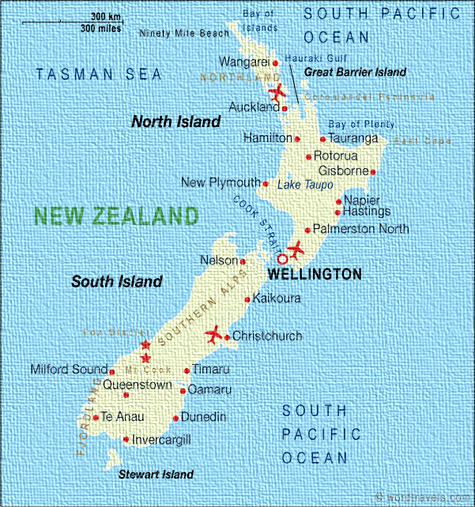 300 km
300 miles
SOUTH PACIFIC
OCEAN
Bay of
Islands
Ninety Mile Beach
Wangarei
Hauraki Gulf
TASMAN SEA
NORTHLAND
Great Barrier Island
Coromandel Peninsula
Auckland
North Island
Bay of Plenty
Hamilton
Tauranga
East Cape
Rotorua
Gisborne
New Plymouth
Lake Taupo
Napier
Hastings
NEW ZEALAND
COOK STRAIT
Palmerston North
Nelson
WELLINGTON
South Island
SOUTHERN ALPS
Kaikoura
Fox Glacier
Christchurch
Milford Sound
Mt Cook
Timaru
Queenstown
Oamaru
FJORDLAND
Te Anau
Dunedin
SOUTH
PACIFIC
OCEAN
Invercargill
Stewart Island
© wordtravels.com